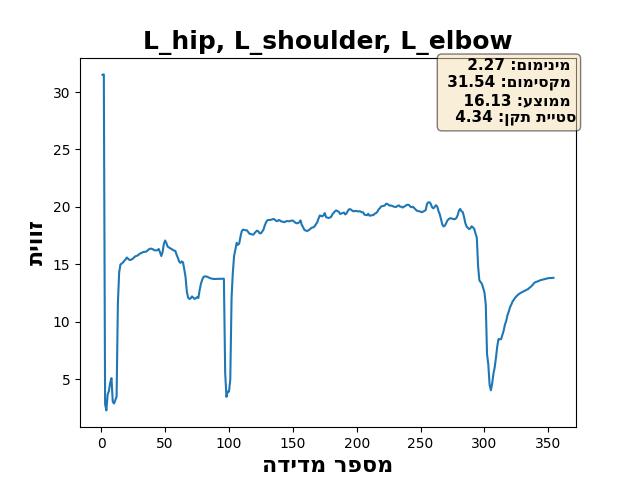 L_hip, L_shoulder, L_elbow
מינימום: 2.27
מקסימום: 31.54
ממוצע: 16.13
סטיית תקן: 4.34
זווית
30
25
20
15
10
5
0 50 100 150 200 250 300 350
מספר מדידה